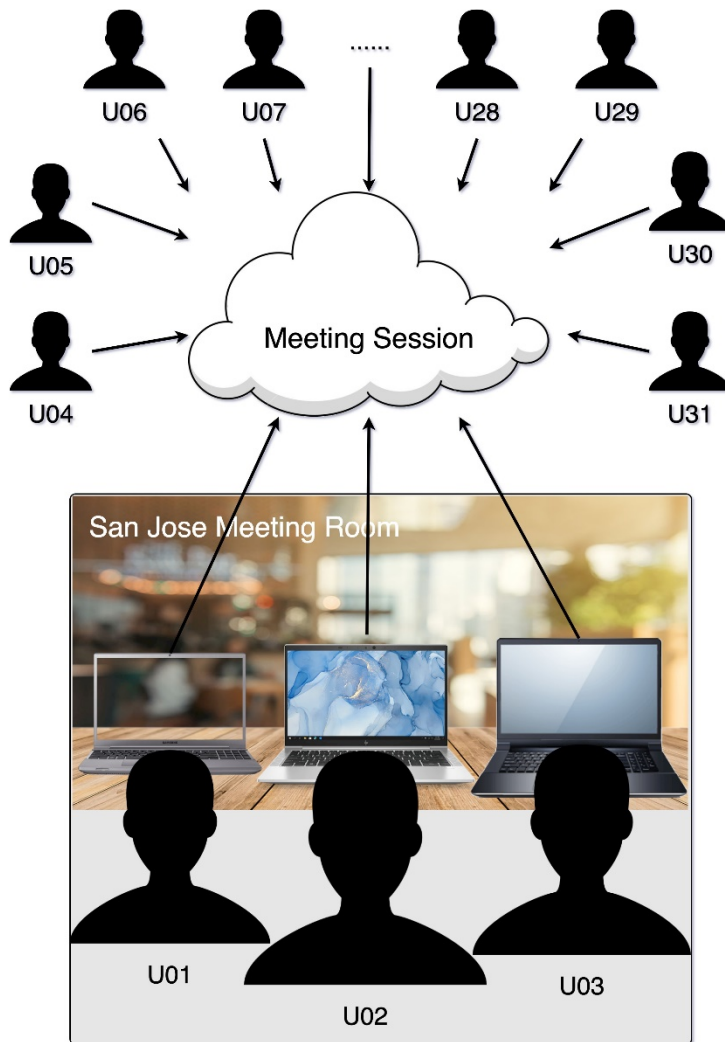 ......
U06
U07
U28
U29
U05
U30
Meeting Session
U04
U31
San Jose Meeting Room
U01
U03
U02